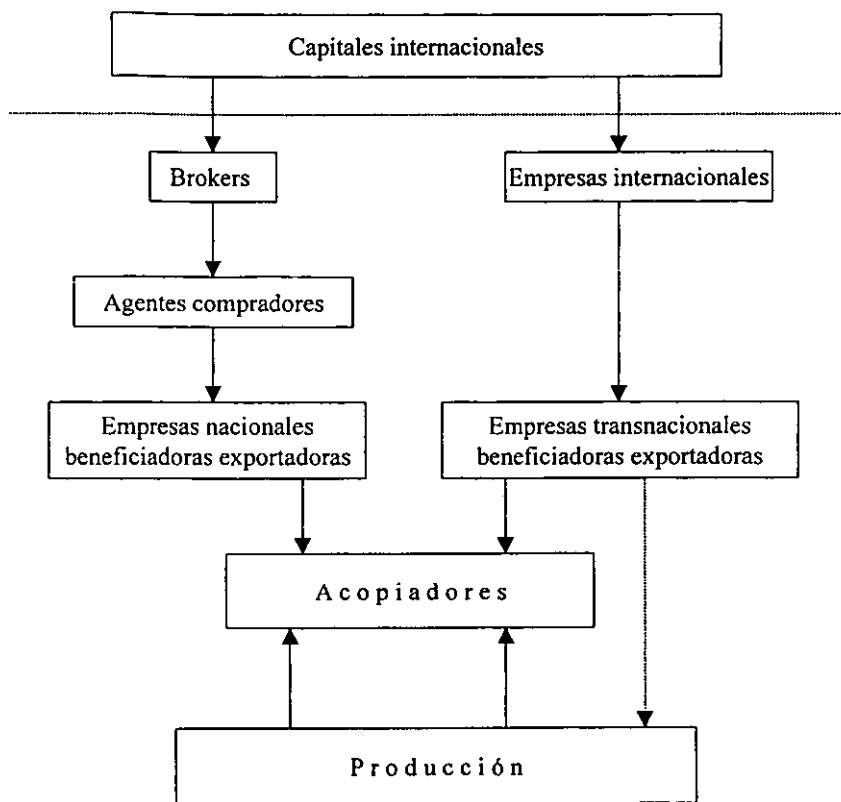 Capitales internacionales
Brokers
Empresas internacionales
Agentes compradores
Empresas nacionales
beneficiadoras exportadoras
Empresas transnacionales
beneficiadoras exportadoras
Acopiadores
Producción